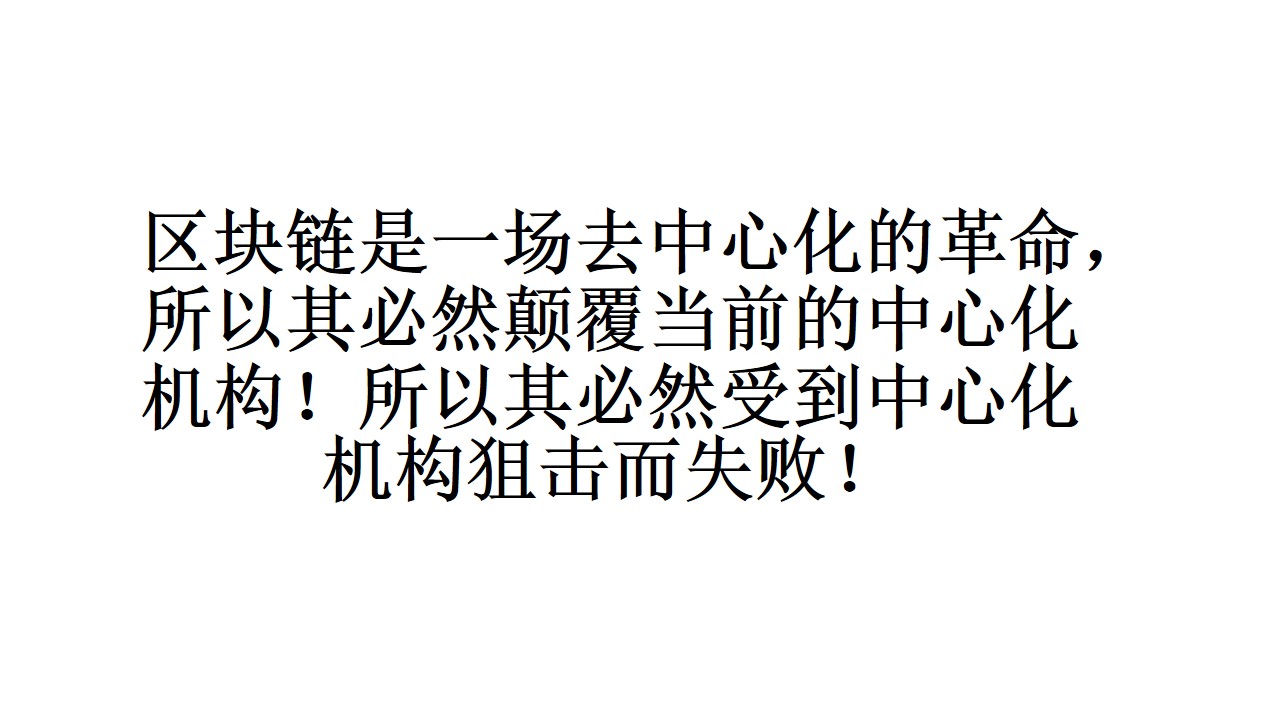 区块链是一场去中心化的革命，
所以其必然颠覆当前的中心化
机构！所以其必然受到中心化
机构狙击而失败！